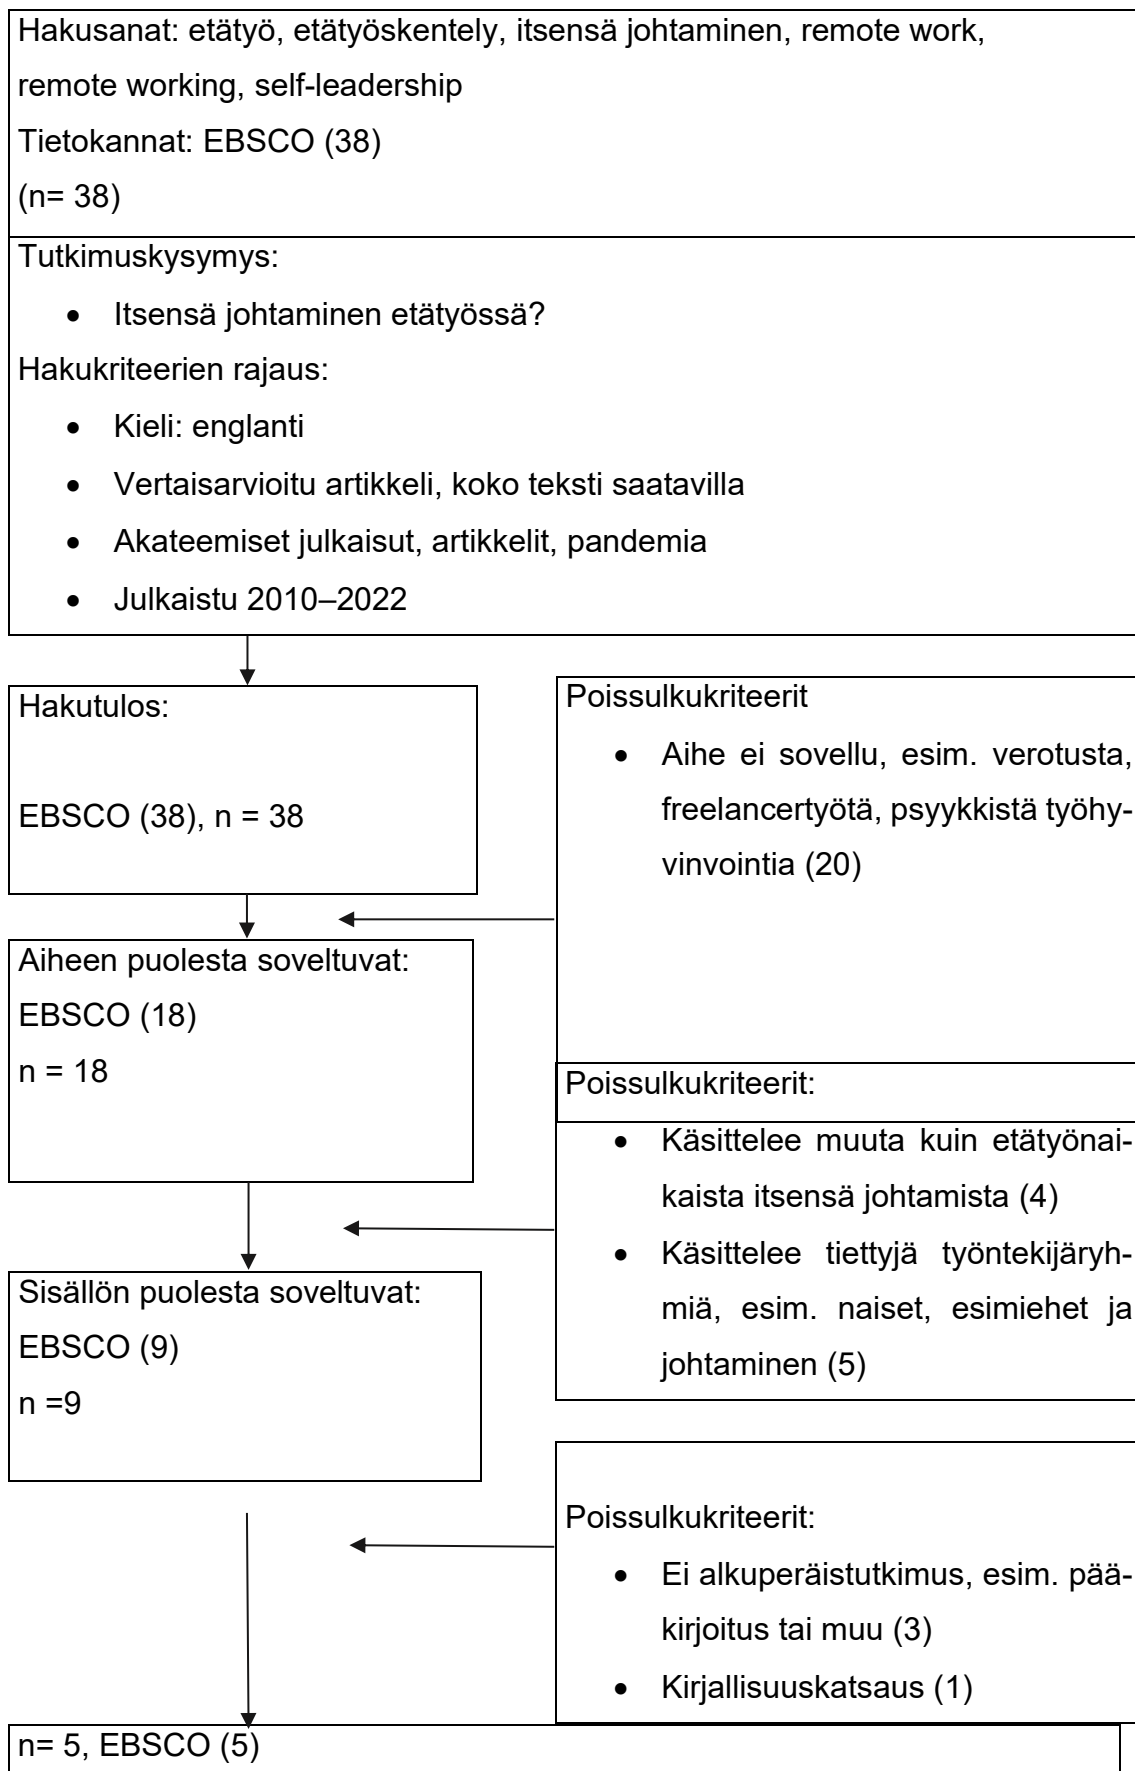 Hakusanat: etätyö, etätyöskentely, itsensä johtaminen, remote work,
remote working, self-leadership
Tietokannat: EBSCO (38)
(n= 38)
Tutkimuskysymys:
• Itsensä johtaminen etätyössä?
Hakukriteerien rajaus:
• Kieli: englanti
• Vertaisarvioitu artikkeli, koko teksti saatavilla
• Akateemiset julkaisut, artikkelit, pandemia
• Julkaistu 2010–2022
Hakutulos:
EBSCO (38), n = 38
Poissulkukriteerit
• Aihe ei sovellu, esim. verotusta,
freelancertyötä, psyykkistä työhy-
vinvointia (20)
Aiheen puolesta soveltuvat:
EBSCO (18)
n = 18
Poissulkukriteerit:
• Käsittelee muuta kuin etätyönai-
kaista itsensä johtamista (4)
• Käsittelee tiettyjä työntekijäryh-
miä, esim. naiset, esimiehet ja
johtaminen (5)
Sisällön puolesta soveltuvat:
EBSCO (9)
n =9
Poissulkukriteerit:
• Ei alkuperäistutkimus, esim. pää-
kirjoitus tai muu (3)
• Kirjallisuuskatsaus (1)
n= 5, EBSCO (5)